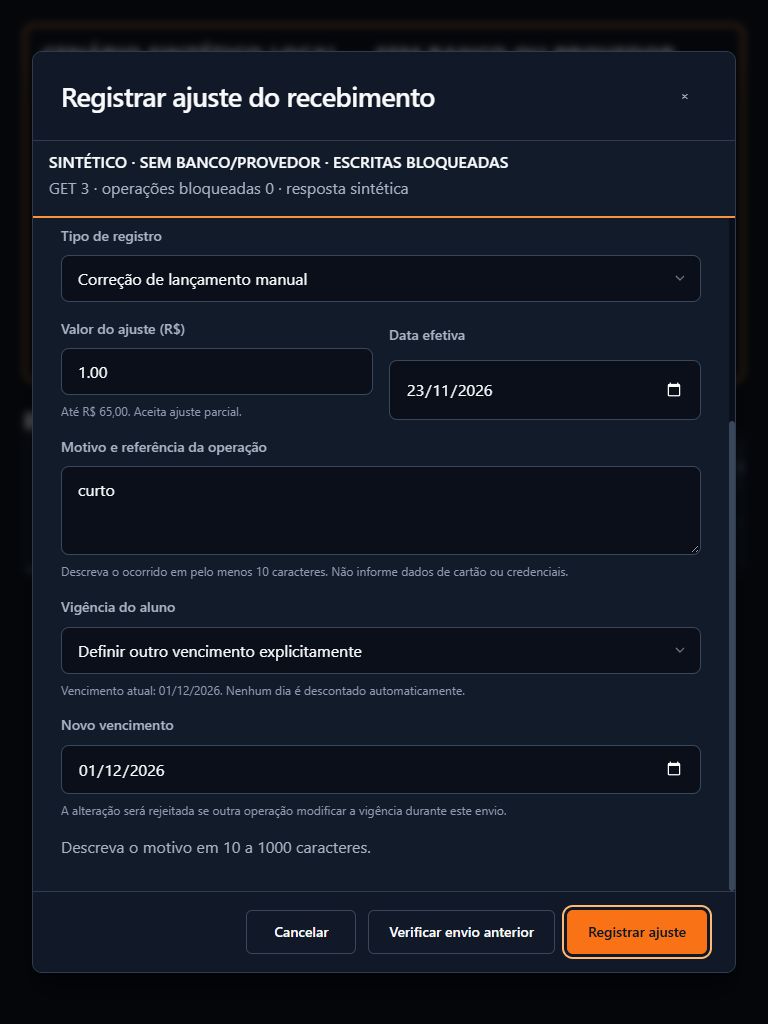 Registrar ajuste do recebimento
×
SINTÉTICO · SEM BANCO/PROVEDOR · ESCRITAS BLOQUEADAS
GET 3 · operações bloqueadas 0 · resposta sintética
Tipo de registro
Correção de lançamento manual
Valor do ajuste (R$)
Data efetiva
1.00
23/11/2026
Até R$ 65,00. Aceita ajuste parcial.
Motivo e referência da operação
curto
Descreva o ocorrido em pelo menos 10 caracteres. Não informe dados de cartão ou credenciais.
Vigência do aluno
Definir outro vencimento explicitamente
Vencimento atual: 01/12/2026. Nenhum dia é descontado automaticamente.
Novo vencimento
01/12/2026
A alteração será rejeitada se outra operação modificar a vigência durante este envio.
Descreva o motivo em 10 a 1000 caracteres.
Cancelar
Verificar envio anterior
Registrar ajuste